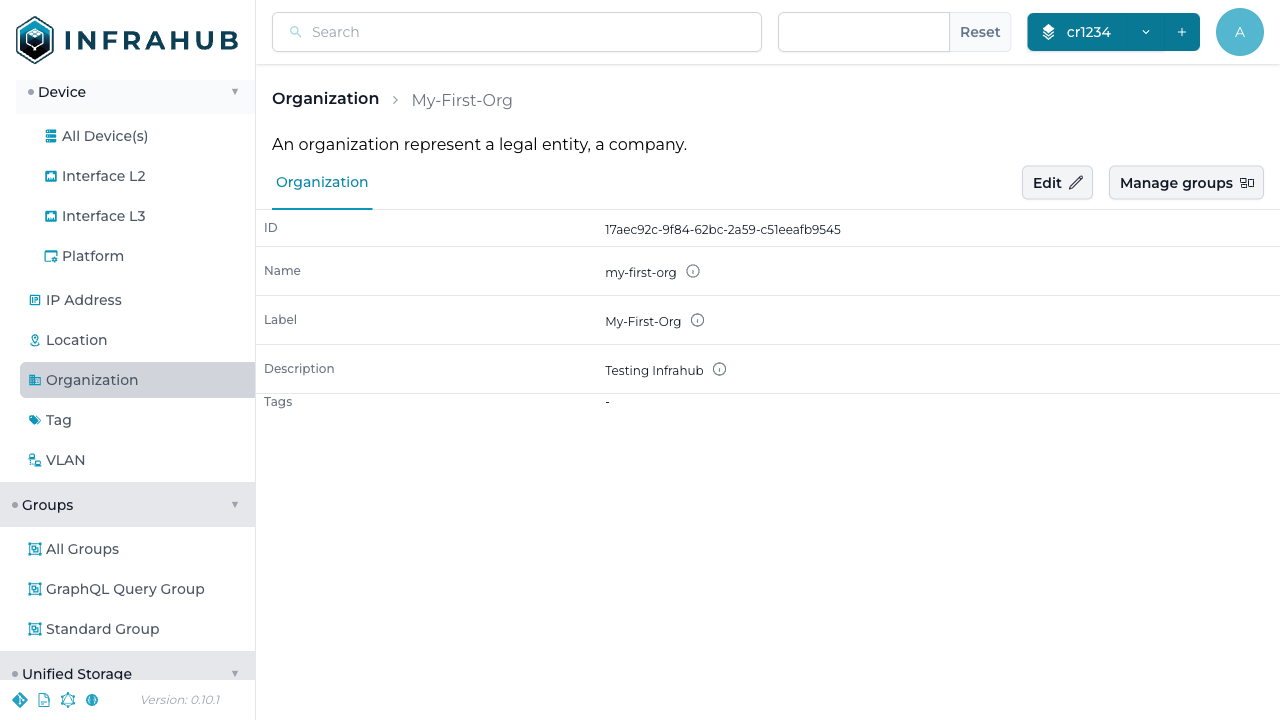 INFRAHUB
Search
Reset
cr1234
+
A
Device
All Device(s)
Interface L2
Interface L3
Platform
IP Address
Location
Organization
Tag
VLAN
Groups
All Groups
GraphQL Query Group
Standard Group
Unified Storage
Version: 0.10.1
Organization > My-First-Org
An organization represent a legal entity, a company.
Organization
Edit
Manage groups
ID 17aec92c-9f84-62bc-2a59-c51eeafb9545
Name my-first-org
Label My-First-Org
Description Testing Infrahub
Tags -